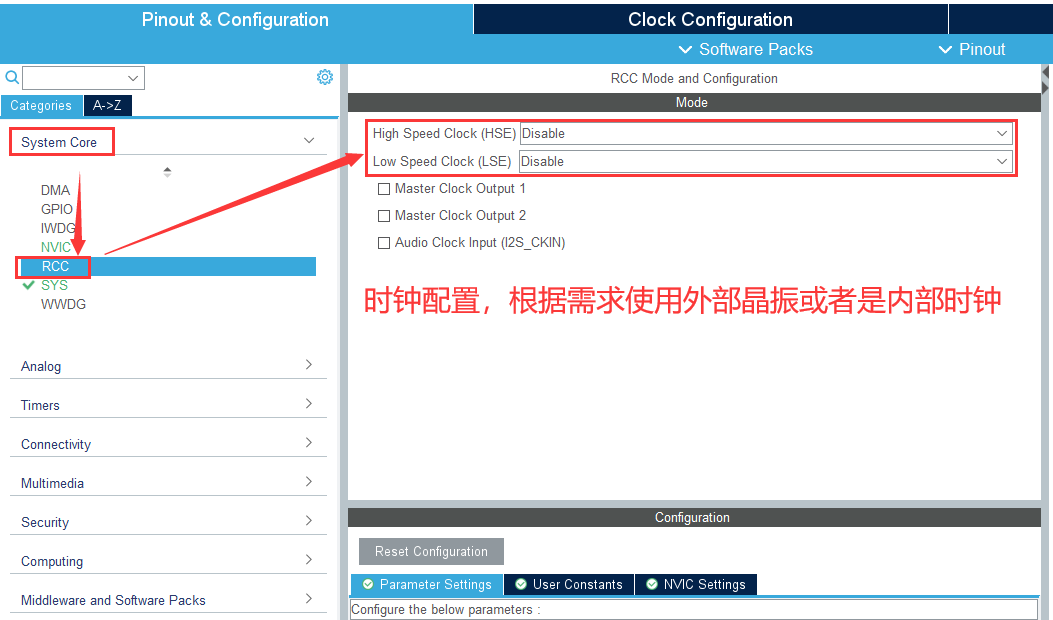 Pinout & Configuration
Clock Configuration
Software Packs
Pinout
RCC Mode and Configuration
Categories
A->Z
Mode
System Core
High Speed Clock (HSE)
Disable
Low Speed Clock (LSE)
Disable
Master Clock Output 1
Master Clock Output 2
Audio Clock Input (I2S_CKIN)
DMA
GPIO
IWDG
NVIC
RCC
SYS
WWDG
时钟配置，根据需求使用外部晶振或者是内部时钟
Analog
Timers
Connectivity
Multimedia
Security
Computing
Middleware and Software Packs
Configuration
Reset Configuration
Parameter Settings
User Constants
NVIC Settings
Configure the below parameters :